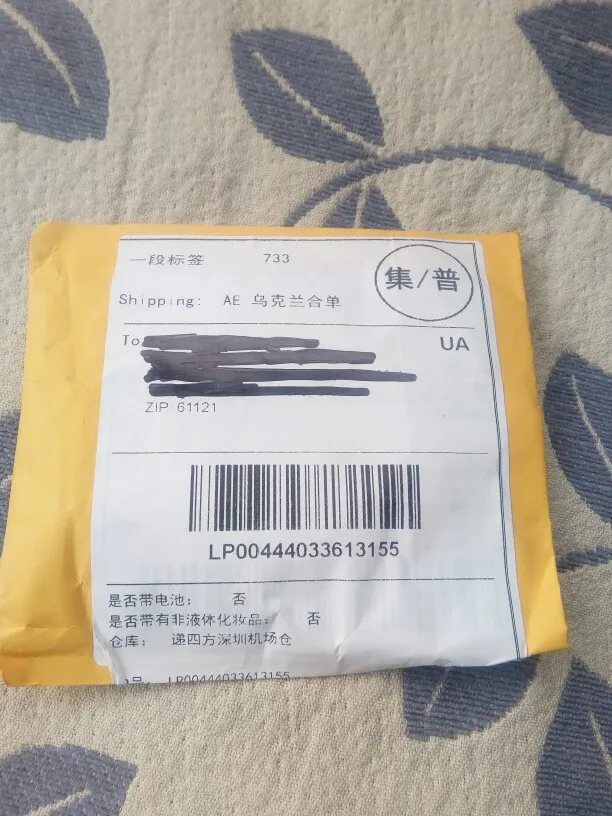 一段标签 733
集/普
Shipping: AE 乌克兰合单
To
UA
ZIP 61121
LP00444033613155
是否带电池: 否
是否带有非液体化妆品: 否
仓库: 递四方深圳机场仓
号: LP00444033613155